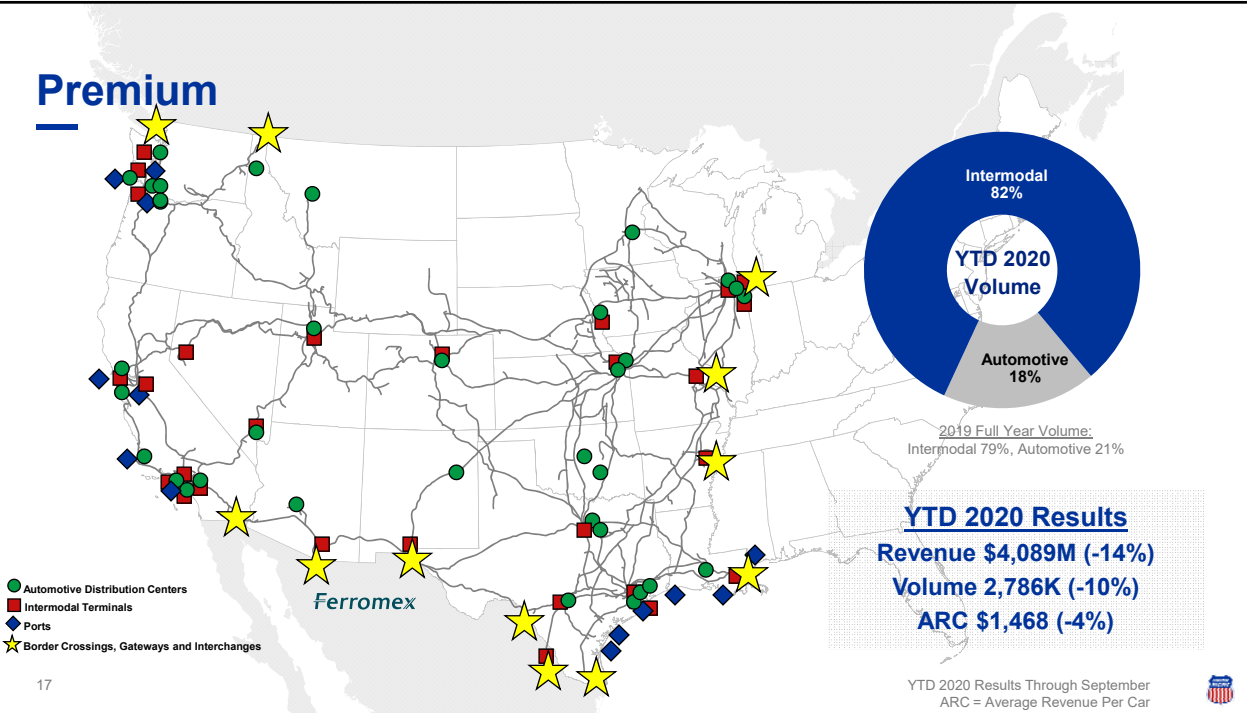 Premium
Intermodal
82%
YTD 2020
Volume
Automotive
18%
2019 Full Year Volume:
Intermodal 79%, Automotive 21%
YTD 2020 Results
Revenue $4,089M (-14%)
Volume 2,786K (-10%)
ARC $1,468 (-4%)
Automotive Distribution Centers
Intermodal Terminals
Ports
Border Crossings, Gateways and Interchanges
Ferromex
17
YTD 2020 Results Through September
ARC = Average Revenue Per Car
UNION
PACIFIC